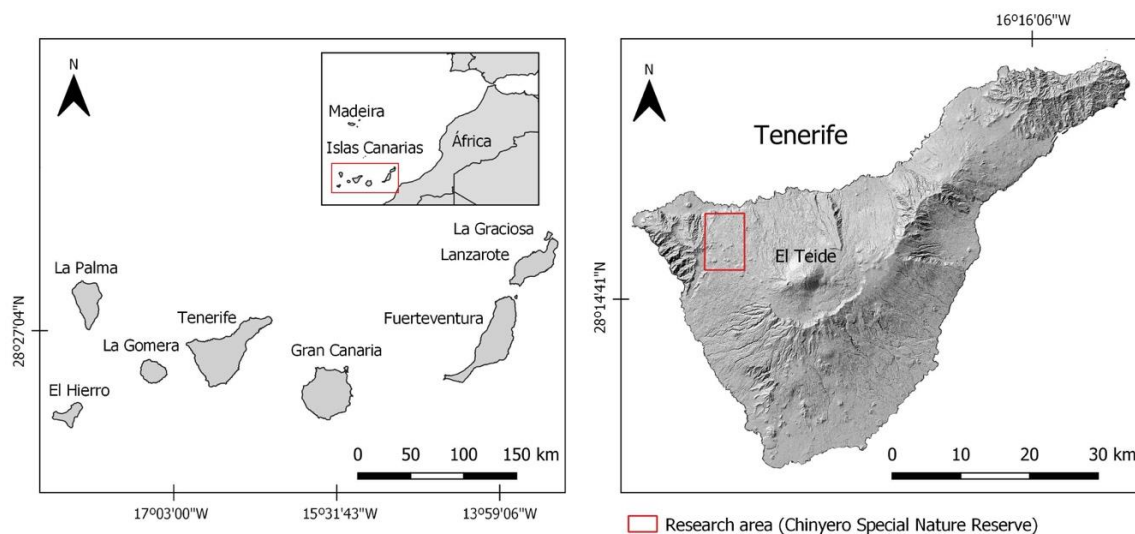 16º16'06"W
N
Madeira
Islas Canarias
África
La Graciosa
Lanzarote
La Palma
Tenerife
Fuerteventura
28º27'04"N
La Gomera
Gran Canaria
El Hierro
0 50 100 150 km
17º03'00"W 15º31'43"W 13º59'06"W
N
Tenerife
El Teide
28º14'41"N
0 10 20 30 km
Research area (Chinyero Special Nature Reserve)